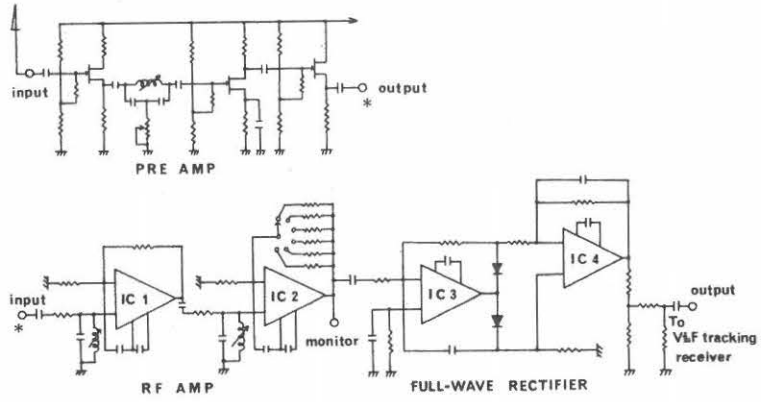 input
output
*
PRE AMP
input
*
IC 1
IC 2
monitor
RF AMP
IC 3
IC 4
output
To
VLF tracking
receiver
FULL-WAVE RECTIFIER